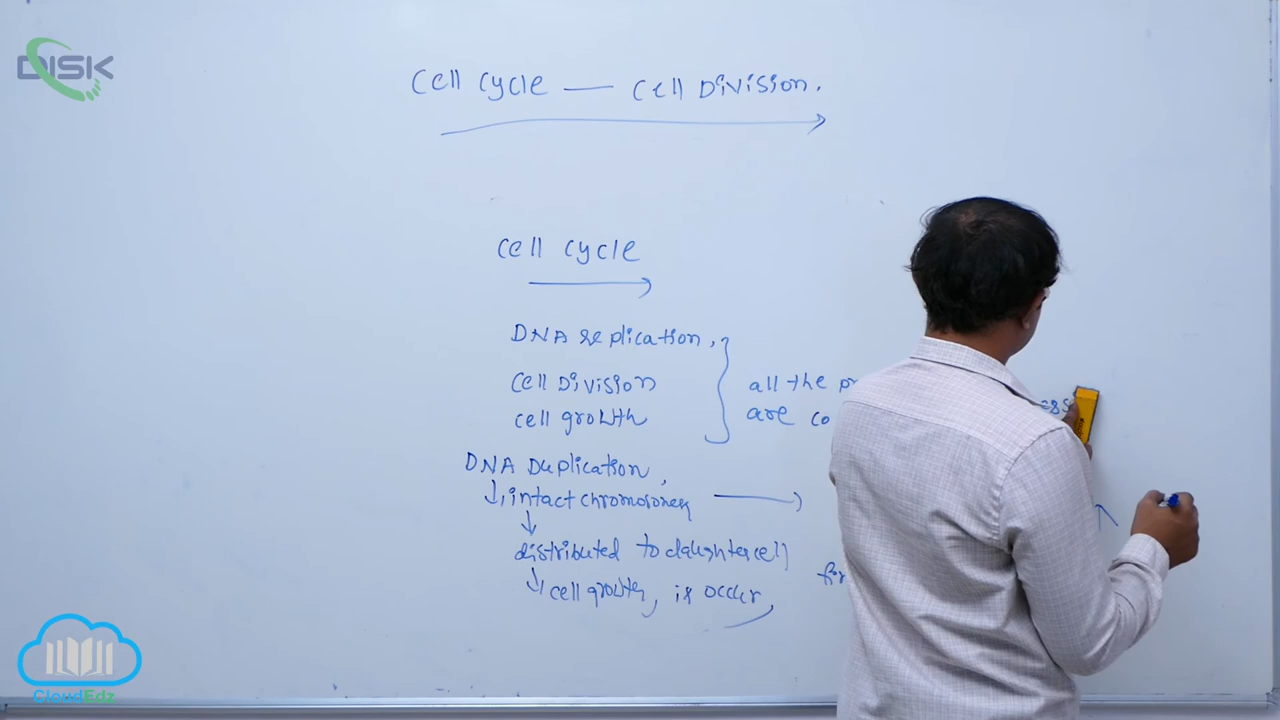 DISK
Cell Cycle — Cell Division.
Cell cycle
DNA replication,
Cell Division
cell growth
all the
are co
DNA Duplication,
intact chromosomes
distributed to daughter cell
cell growth, is occur,
CloudEdz